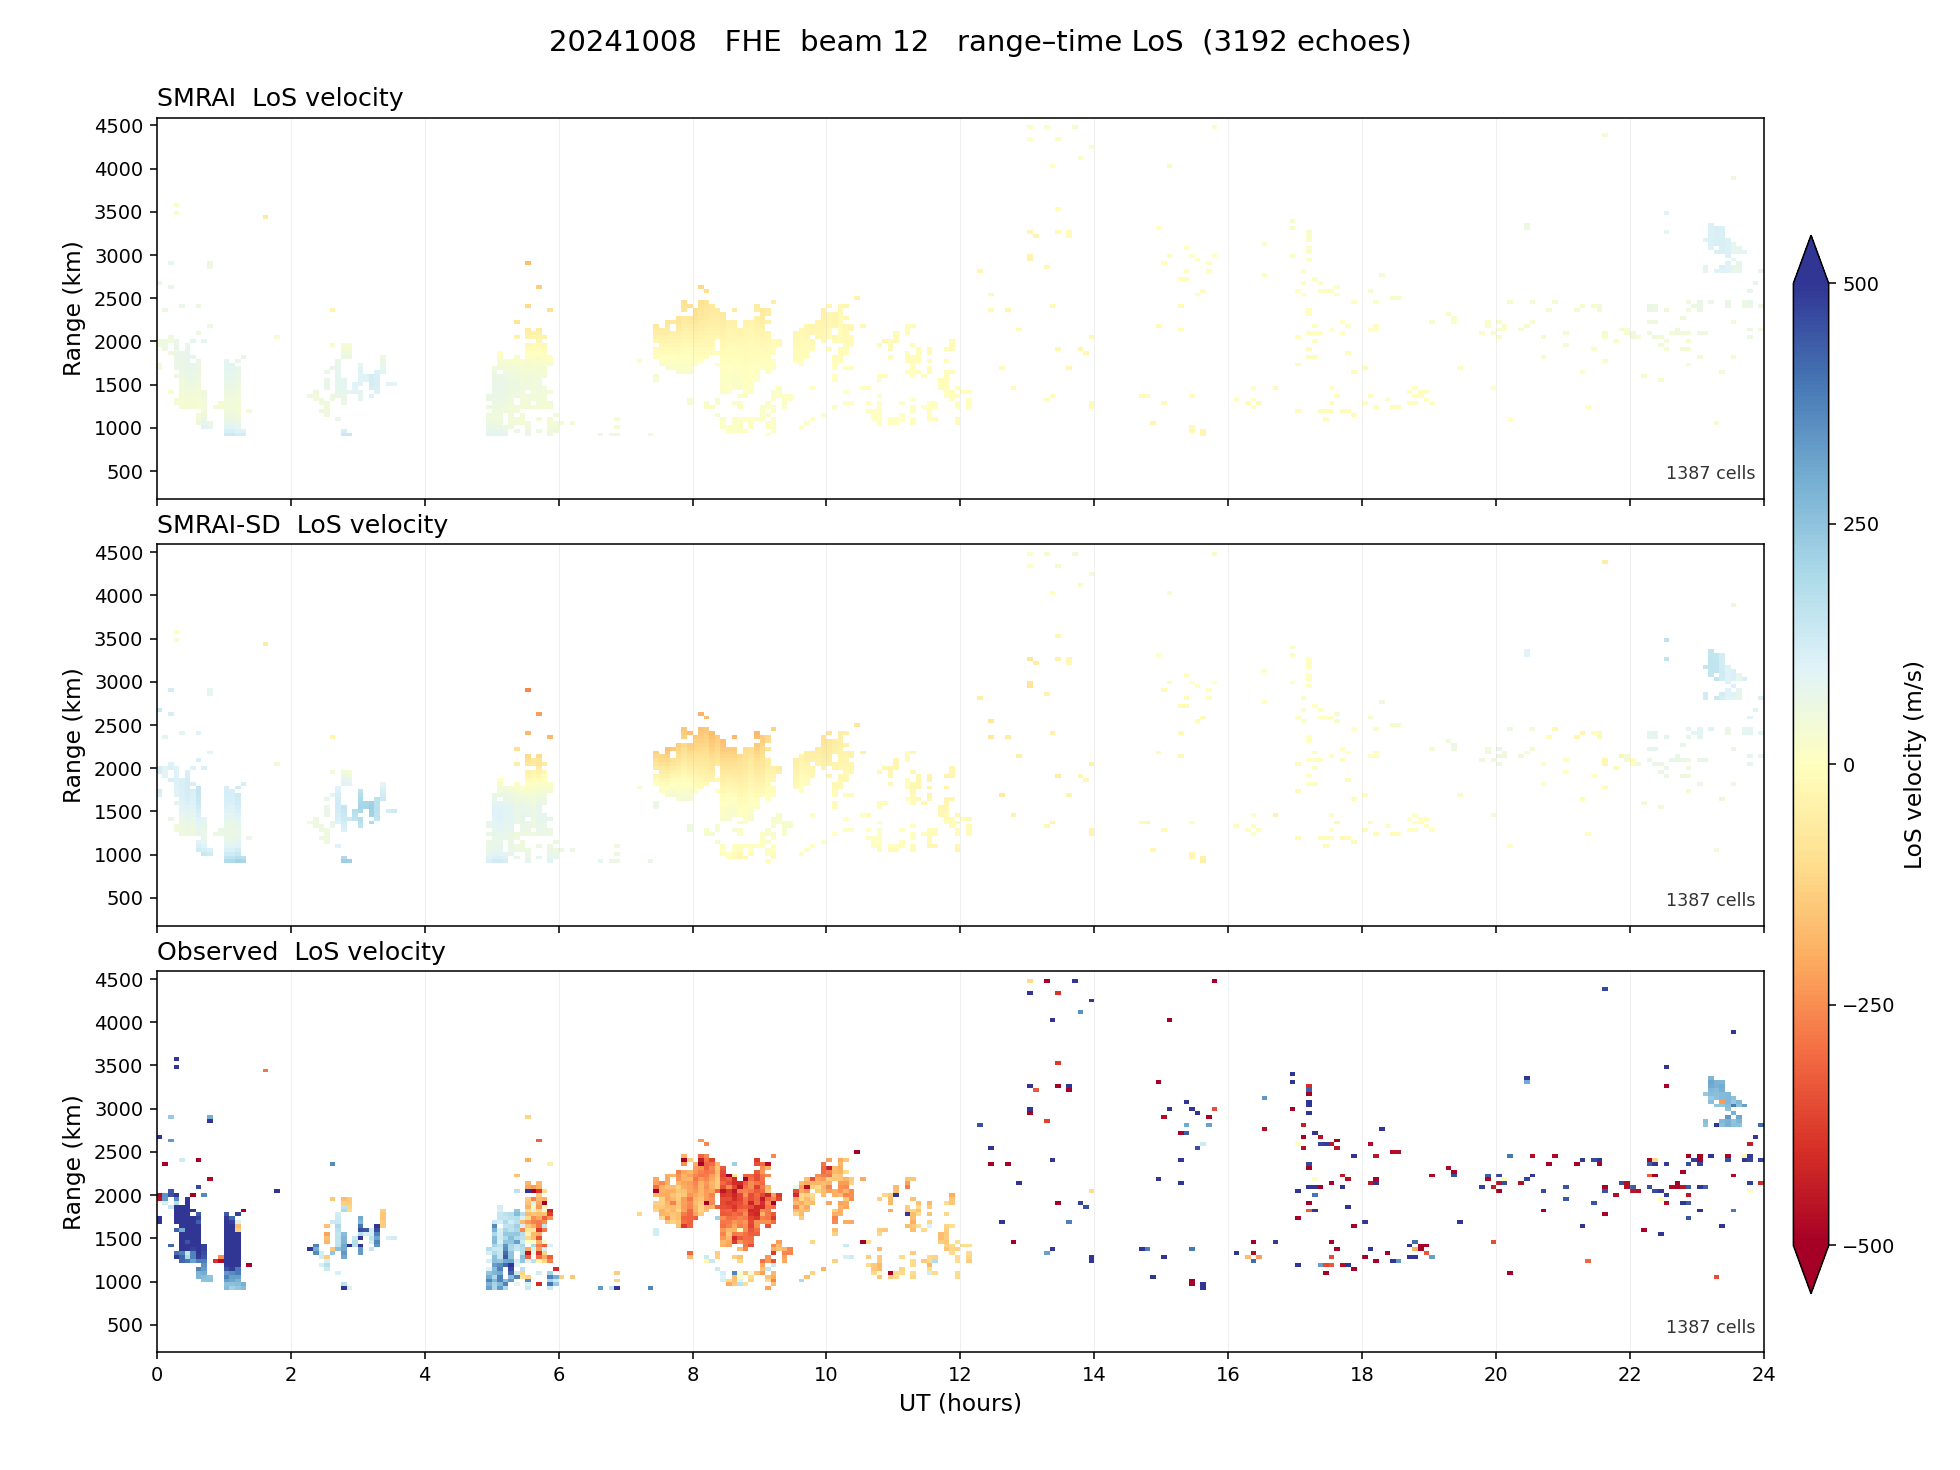 20241008   FHE  beam 12   range–time LoS  (3192 echoes)
SMRAI  LoS velocity
4500
4000
3500
3000
2500
2000
1500
1000
500
Range (km)
1387 cells
SMRAI-SD  LoS velocity
4500
4000
3500
3000
2500
2000
1500
1000
500
Range (km)
1387 cells
Observed  LoS velocity
4500
4000
3500
3000
2500
2000
1500
1000
500
Range (km)
1387 cells
0 2 4 6 8 10 12 14 16 18 20 22 24
UT (hours)
500
250
0
−250
−500
LoS velocity (m/s)